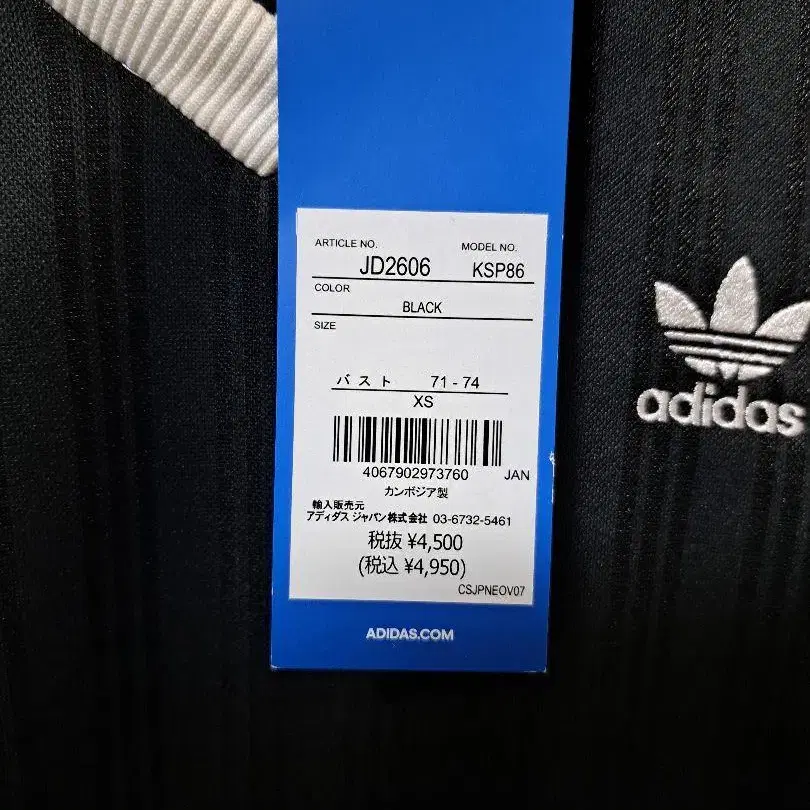 ARTICLE NO. MODEL NO.
JD2606 KSP86
COLOR
BLACK
SIZE
バスト 71 - 74
XS
4067902973760 JAN
カンボジア製
輸入販売元
アディダス ジャパン株式会社 03-6732-5461
税抜 ¥4,500
(税込 ¥4,950)
CSJPNEOV07
ADIDAS.COM
adidas